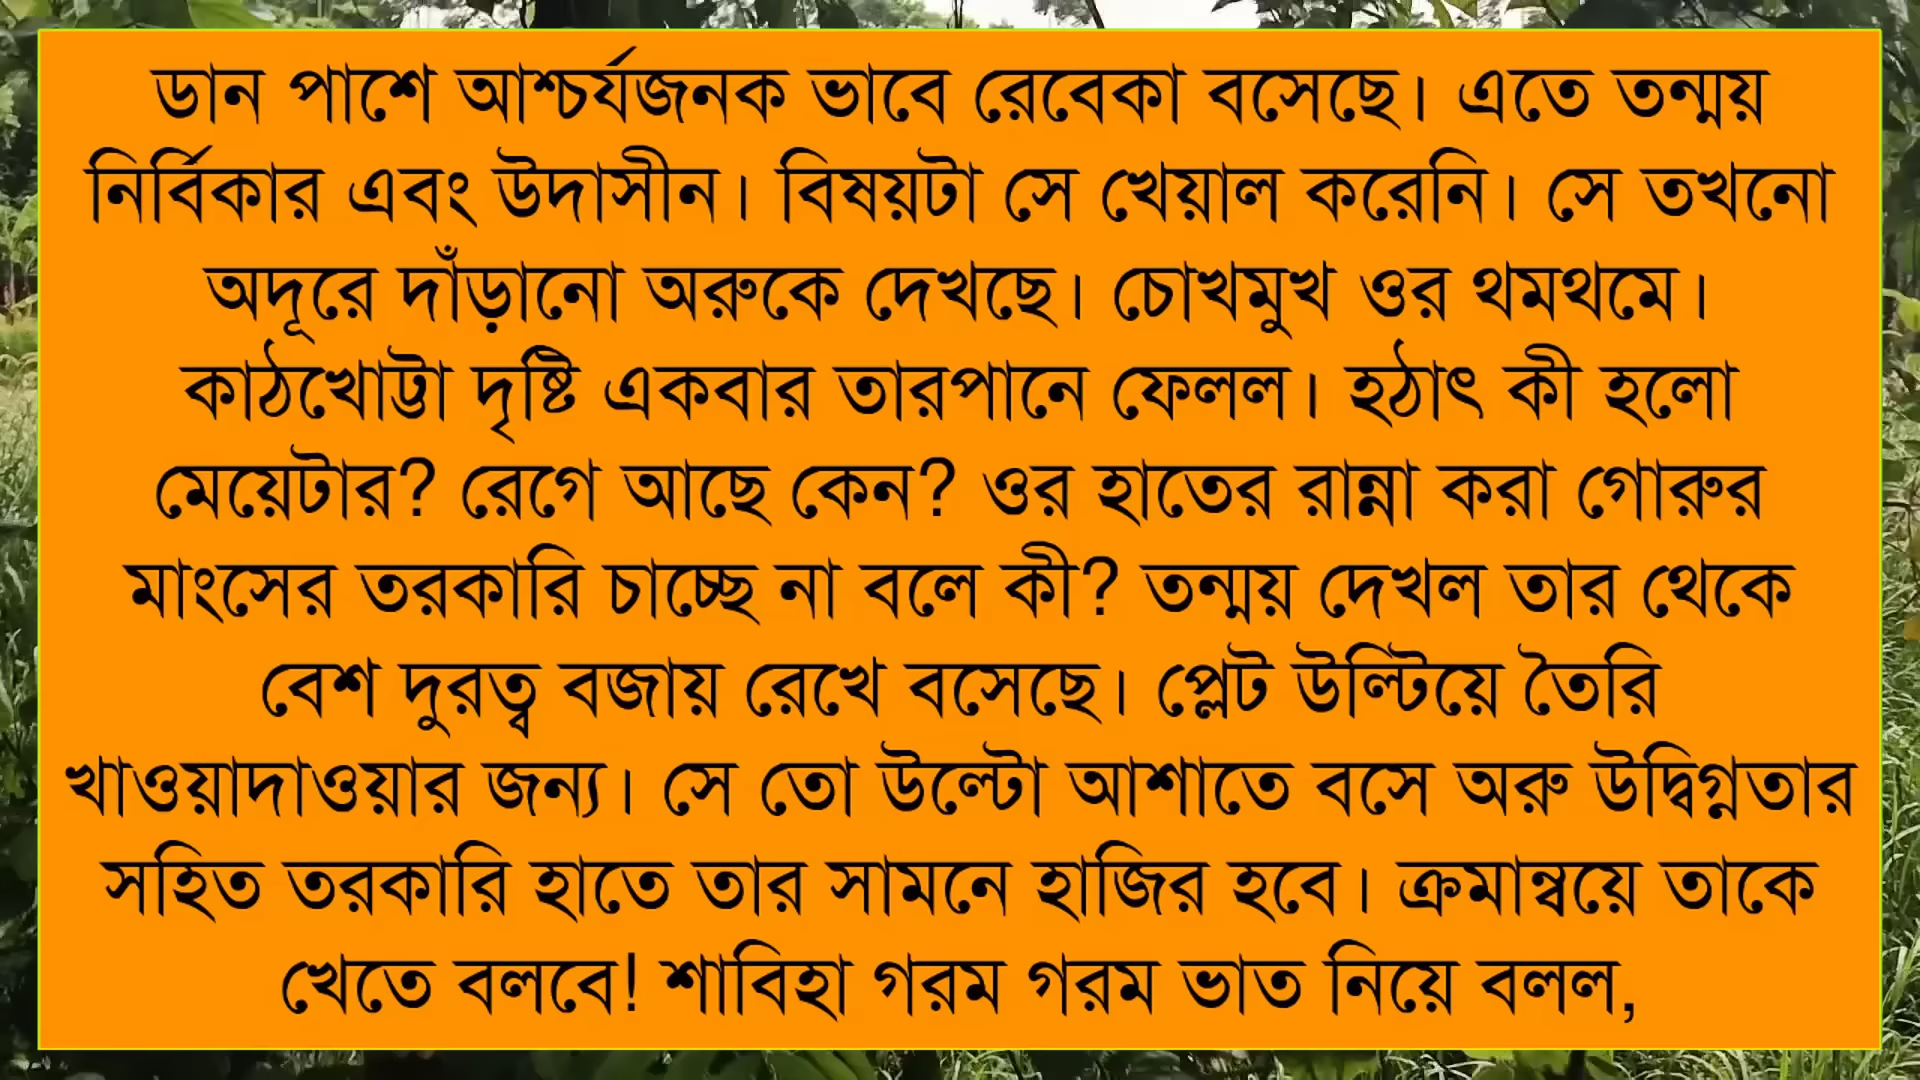 ডান পাশে আশ্চর্যজনক ভাবে রেবেকা বসেছে। এতে তন্ময়
নির্বিকার এবং উদাসীন। বিষয়টা সে খেয়াল করেনি। সে তখনো
অদূরে দাঁড়ানো অরুকে দেখছে। চোখমুখ ওর থমথমে।
কাঠখোট্টা দৃষ্টি একবার তারপানে ফেলল। হঠাৎ কী হলো
মেয়েটার? রেগে আছে কেন? ওর হাতের রান্না করা গোরুর
মাংসের তরকারি চাচ্ছে না বলে কী? তন্ময় দেখল তার থেকে
বেশ দুরত্ব বজায় রেখে বসেছে। প্লেট উল্টিয়ে তৈরি
খাওয়াদাওয়ার জন্য। সে তো উল্টো আশাতে বসে অরু উদ্বিগ্নতার
সহিত তরকারি হাতে তার সামনে হাজির হবে। ক্রমান্বয়ে তাকে
খেতে বলবে! শাবিহা গরম গরম ভাত নিয়ে বলল,